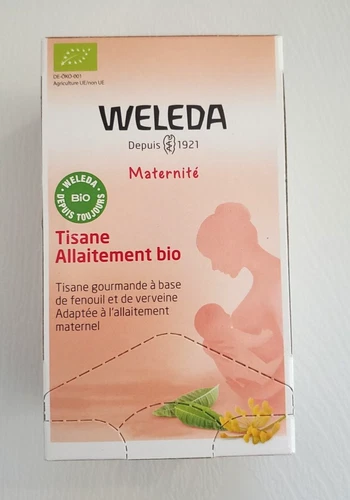 DE-ÖKO-001
Agriculture UE/non UE
WELEDA
Depuis 1921
Maternité
WELEDA
BiO
DEPUIS TOUJOURS
Tisane
Allaitement bio
Tisane gourmande à base
de fenouil et de verveine
Adaptée à l'allaitement
maternel